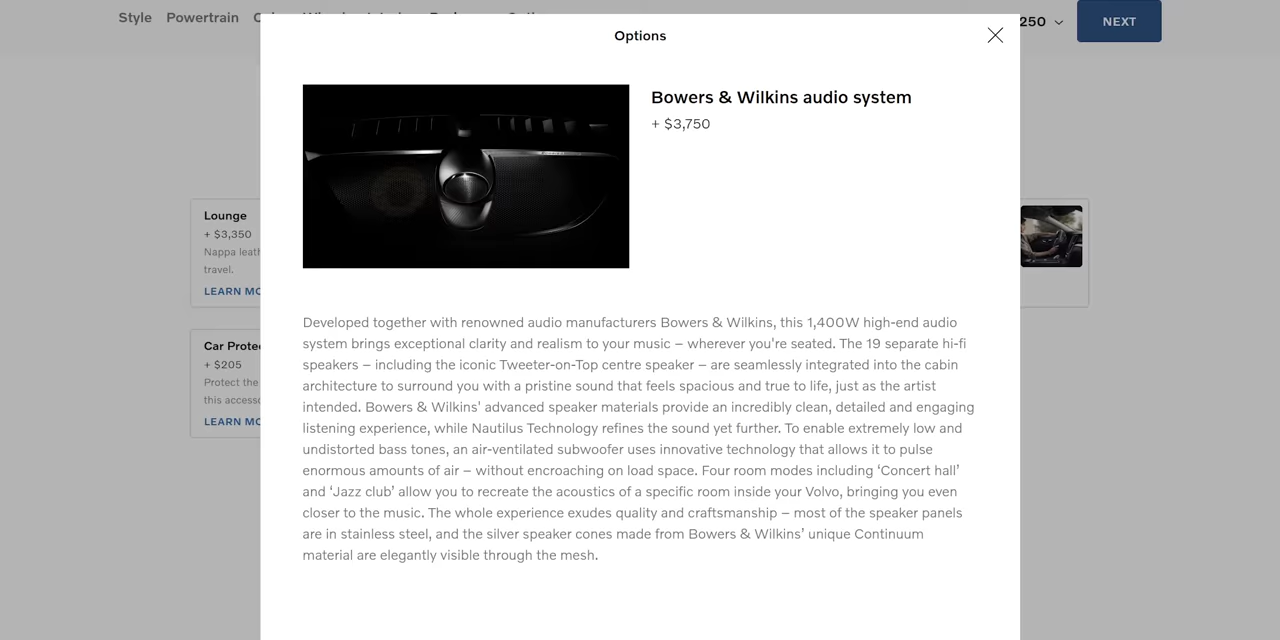 Style Powertrain
250
NEXT
Options
Bowers & Wilkins audio system
+ $3,750
Lounge
+ $3,350
Nappa
travel.
LEARN
Car
+ $205
Protect the
this
LEARN
Developed together with renowned audio manufacturers Bowers & Wilkins, this 1,400W high-end audio
system brings exceptional clarity and realism to your music – wherever you're seated. The 19 separate hi-fi
speakers – including the iconic Tweeter-on-Top centre speaker – are seamlessly integrated into the cabin
architecture to surround you with a pristine sound that feels spacious and true to life, just as the artist
intended. Bowers & Wilkins' advanced speaker materials provide an incredibly clean, detailed and engaging
listening experience, while Nautilus Technology refines the sound yet further. To enable extremely low and
undistorted bass tones, an air-ventilated subwoofer uses innovative technology that allows it to pulse
enormous amounts of air – without encroaching on load space. Four room modes including ‘Concert hall’
and ‘Jazz club’ allow you to recreate the acoustics of a specific room inside your Volvo, bringing you even
closer to the music. The whole experience exudes quality and craftsmanship – most of the speaker panels
are in stainless steel, and the silver speaker cones made from Bowers & Wilkins’ unique Continuum
material are elegantly visible through the mesh.